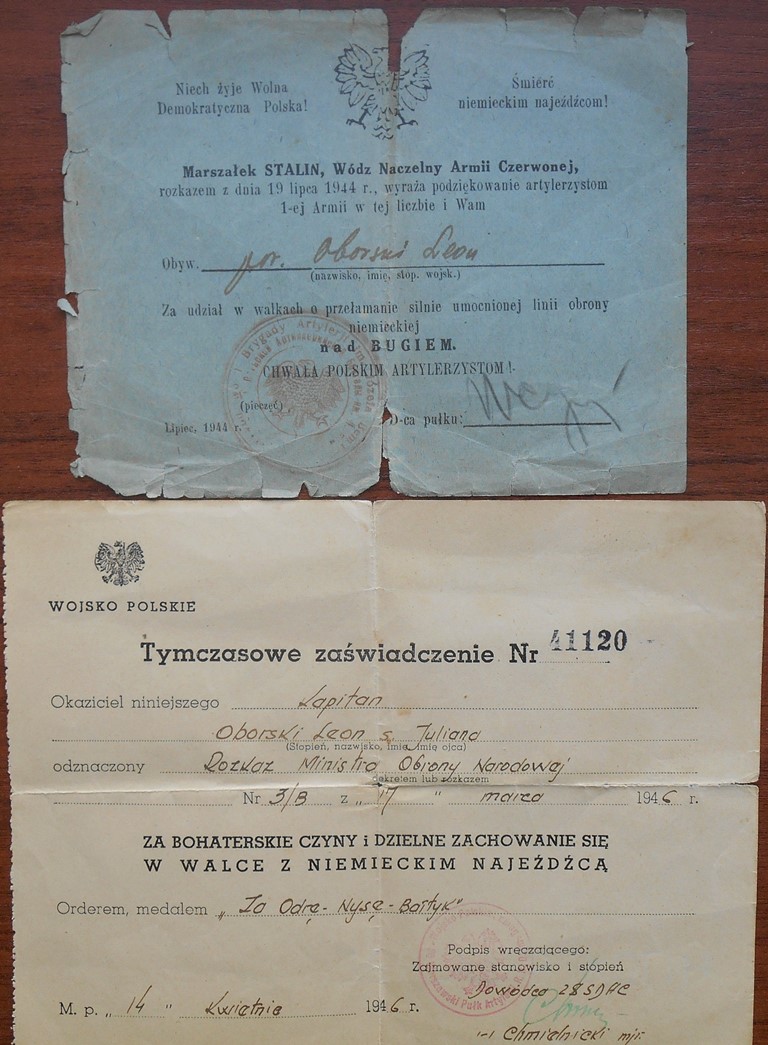 Niech żyje Wolna
Demokratyczna Polska!
Śmierć
niemieckim najeźdźcom!
Marszałek STALIN, Wódz Naczelny Armii Czerwonej,
rozkazem z dnia 19 lipca 1944 r., wyraża podziękowanie artylerzystom
1-ej Armii w tej liczbie i Wam
Obyw. por. Oborski Leon
(nazwisko, imię, stop. wojsk.)
Za udział w walkach o przełamanie silnie umocnionej linii obrony
niemieckiej
nad BUGIEM.
CHWAŁA POLSKIM ARTYLERZYSTOM!
(pieczęć)
Lipiec, 1944 r.
D-ca pułku:
WOJSKO POLSKIE
Tymczasowe zaświadczenie Nr 41120
Okaziciel niniejszego Kapitan
Oborski Leon s. Juliana
(Stopień, nazwisko, imię, imię ojca)
odznaczony Rozkaz Ministra Obrony Narodowej
dekretem lub rozkazem
Nr 3/B z „ 17 " marca 1946 r.
ZA BOHATERSKIE CZYNY i DZIELNE ZACHOWANIE SIĘ
W WALCE Z NIEMIECKIM NAJEŹDŹCĄ
Orderem, medalem „Za Odrę-Nysę-Bałtyk"
Podpis wręczającego:
Zajmowane stanowisko i stopień
Dowódca 28 SDAC
M. p. „ 14 " kwietnia 1946 r.
/-/ Chmielnicki mjr.